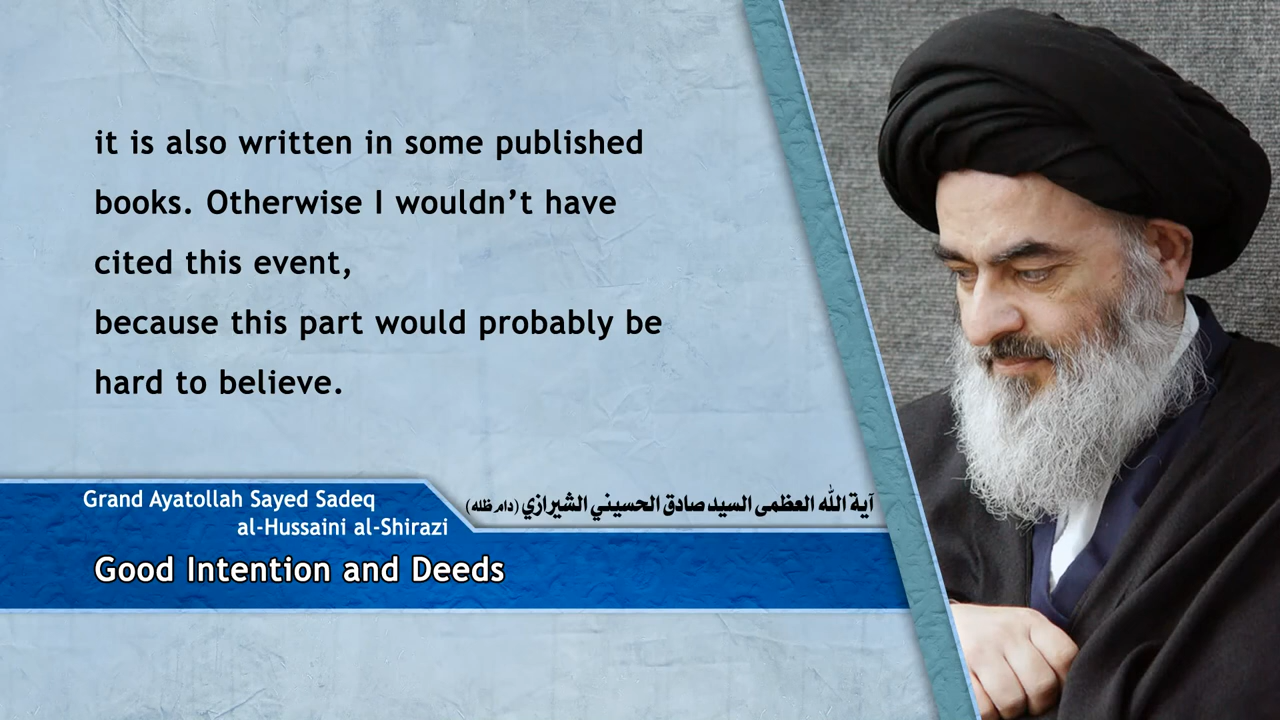 it is also written in some published
books. Otherwise I wouldn’t have
cited this event,
because this part would probably be
hard to believe.
Grand Ayatollah Sayed Sadeq
al-Hussaini al-Shirazi
آية الله العظمى السيد صادق الحسيني الشيرازي (دام ظله)
Good Intention and Deeds